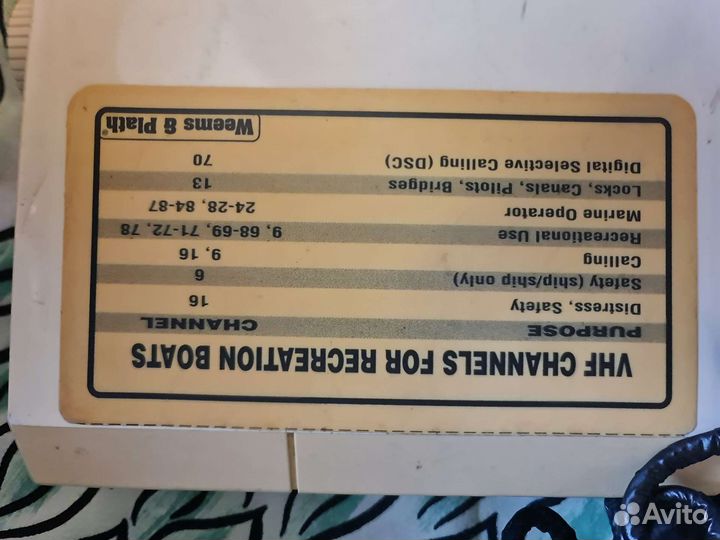 VHF CHANNELS FOR RECREATION BOATS
PURPOSE CHANNEL
Distress, Safety 16
Safety (ship/ship only) 6
Calling 9, 16
Recreational Use 9, 68-69, 71-72, 78
Marine Operator 24-28, 84-87
Locks, Canals, Pilots, Bridges 13
Digital Selective Calling (DSC) 70
Weems & Plath®
Avito